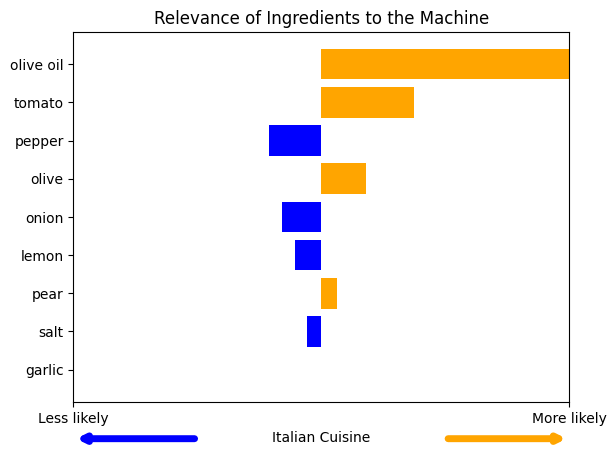 Relevance of Ingredients to the Machine
olive oil
tomato
pepper
olive
onion
lemon
pear
salt
garlic
Less likely
More likely
Italian Cuisine